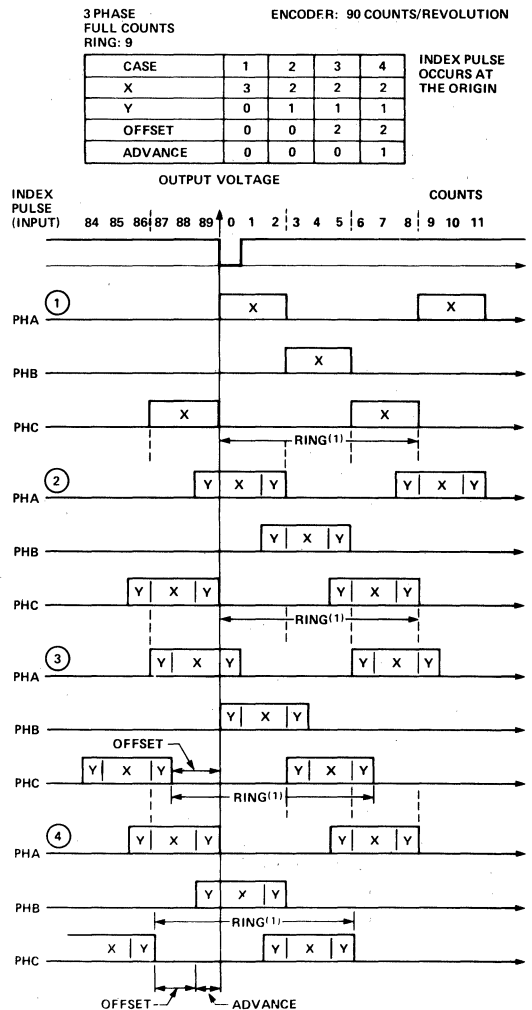 3 PHASE
FULL COUNTS
RING: 9
ENCODER: 90 COUNTS/REVOLUTION
CASE 1 2 3 4
X 3 2 2 2
Y 0 1 1 1
OFFSET 0 0 2 2
ADVANCE 0 0 0 1
INDEX PULSE
OCCURS AT
THE ORIGIN
OUTPUT VOLTAGE
COUNTS
INDEX
PULSE
(INPUT)
84 85 86 87 88 89 0 1 2 3 4 5 6 7 8 9 10 11
1
PHA X X
PHB X
PHC X X
RING(1)
2
PHA Y X Y Y X Y
PHB Y X Y
PHC Y X Y Y X Y
RING(1)
3
PHA Y X Y Y X Y
PHB Y X Y
OFFSET
PHC Y X Y Y X Y
RING(1)
4
PHA Y X Y Y X Y
PHB Y X Y
RING(1)
PHC X Y Y X Y
OFFSET ADVANCE